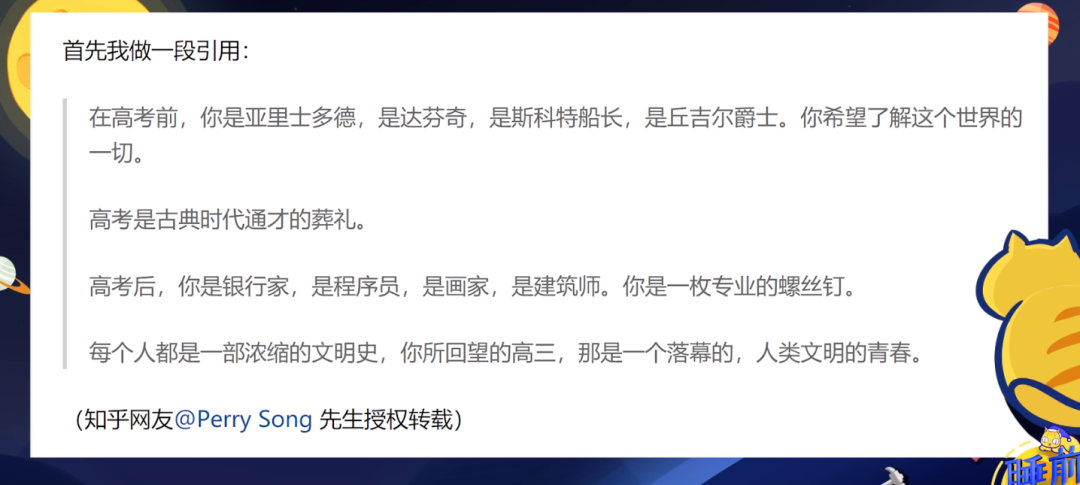 首先我做一段引用：
在高考前，你是亚里士多德，是达芬奇，是斯科特船长，是丘吉尔爵士。你希望了解这个世界的
一切。
高考是古典时代通才的葬礼。
高考后，你是银行家，是程序员，是画家，是建筑师。你是一枚专业的螺丝钉。
每个人都是一部浓缩的文明史，你所回望的高三，那是一个落幕的，人类文明的青春。
（知乎网友@Perry Song 先生授权转载）
睡前